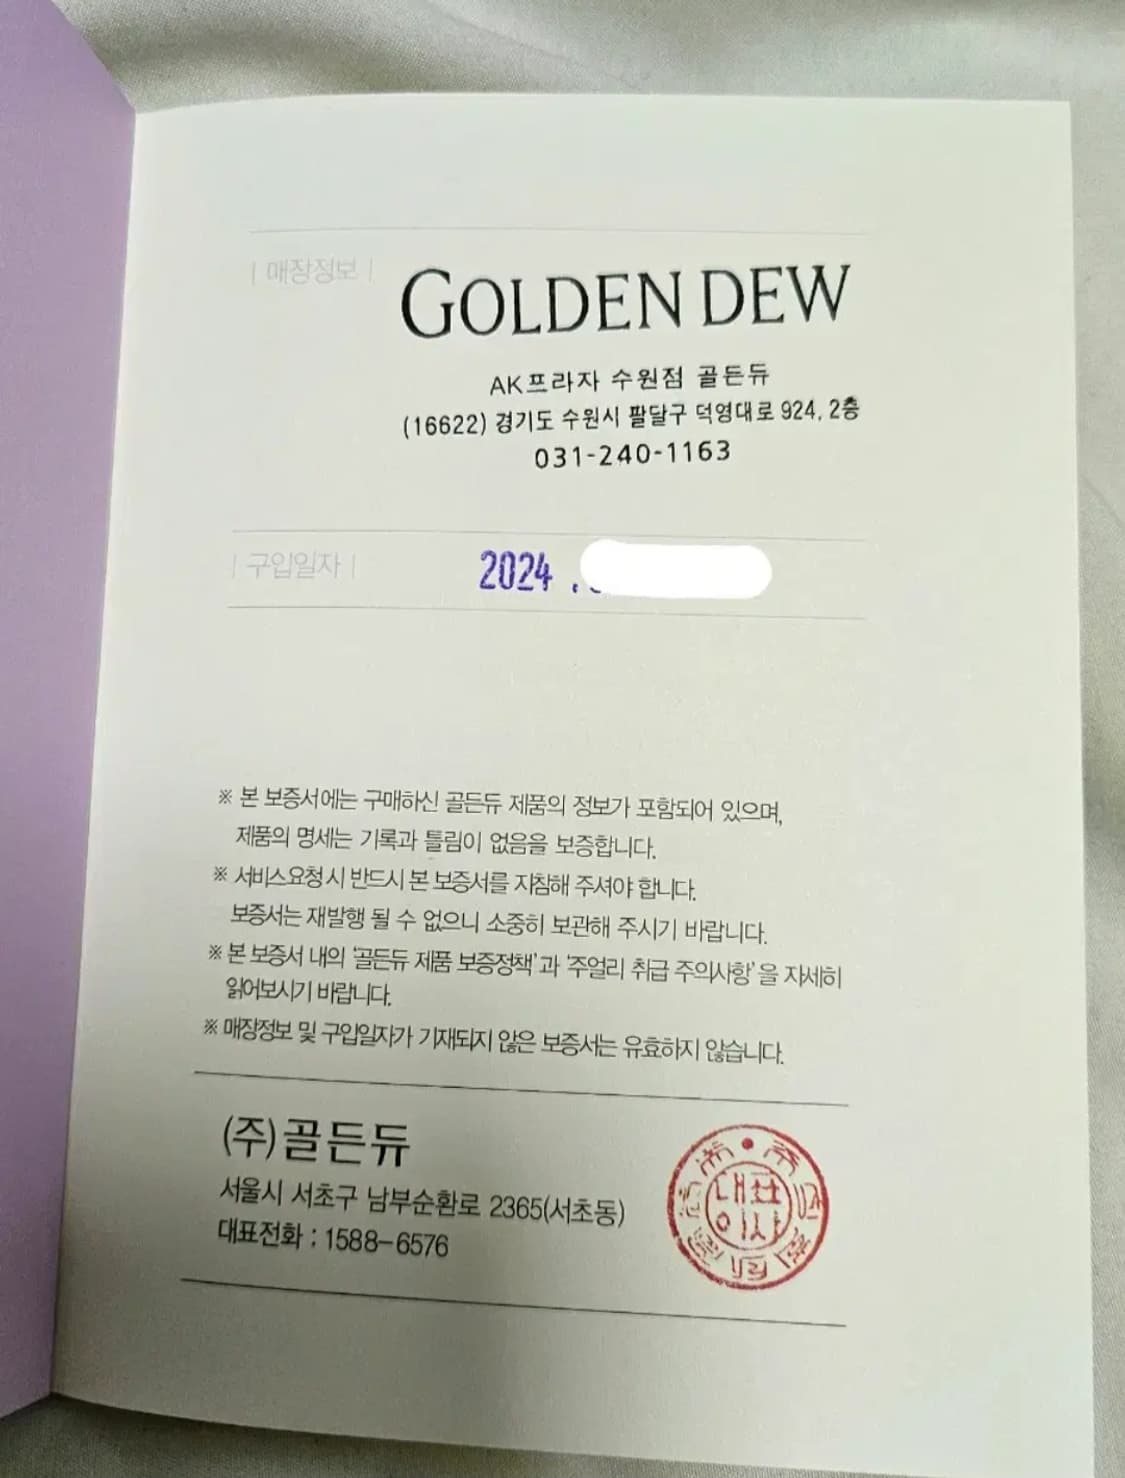 | 매장정보 |
GOLDEN DEW
AK프라자 수원점 골든듀
(16622) 경기도 수원시 팔달구 덕영대로 924, 2층
031-240-1163
| 구입일자 |
2024 .
※ 본 보증서에는 구매하신 골든듀 제품의 정보가 포함되어 있으며,
제품의 명세는 기록과 틀림이 없음을 보증합니다.
※ 서비스요청시 반드시 본 보증서를 지참해 주셔야 합니다.
보증서는 재발행 될 수 없으니 소중히 보관해 주시기 바랍니다.
※ 본 보증서 내의 '골든듀 제품 보증정책'과 '주얼리 취급 주의사항'을 자세히
읽어보시기 바랍니다.
※ 매장정보 및 구입일자가 기재되지 않은 보증서는 유효하지 않습니다.
(주)골든듀
서울시 서초구 남부순환로 2365(서초동)
대표전화 : 1588-6576
대표
이사